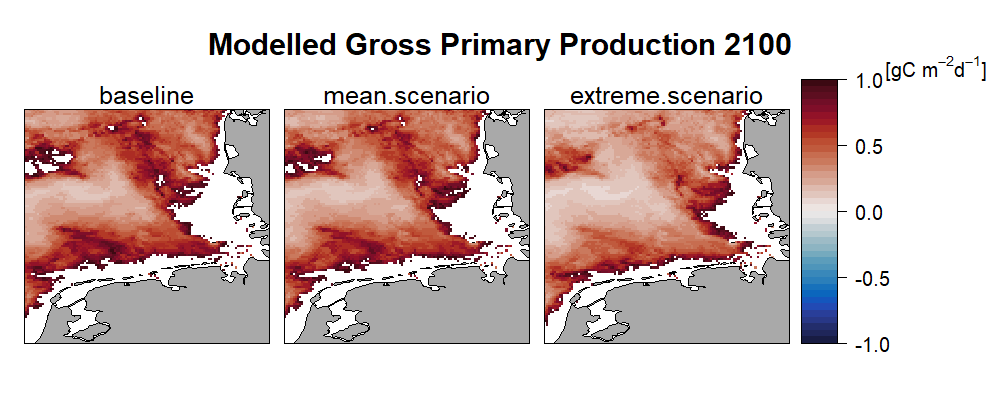 Modelled Gross Primary Production 2100
[gC m⁻²d⁻¹]
baseline
mean.scenario
extreme.scenario
1.0
0.5
0.0
-0.5
-1.0